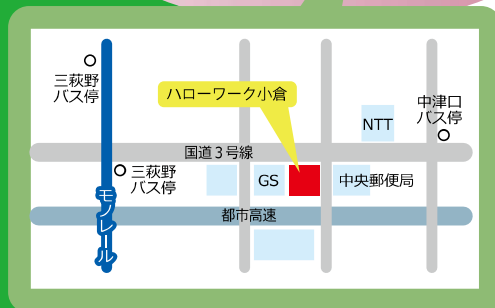 三萩野
バス停
ハローワーク小倉
中津口
バス停
NTT
国道3号線
三萩野
バス停
GS
中央郵便局
モノレール
都市高速